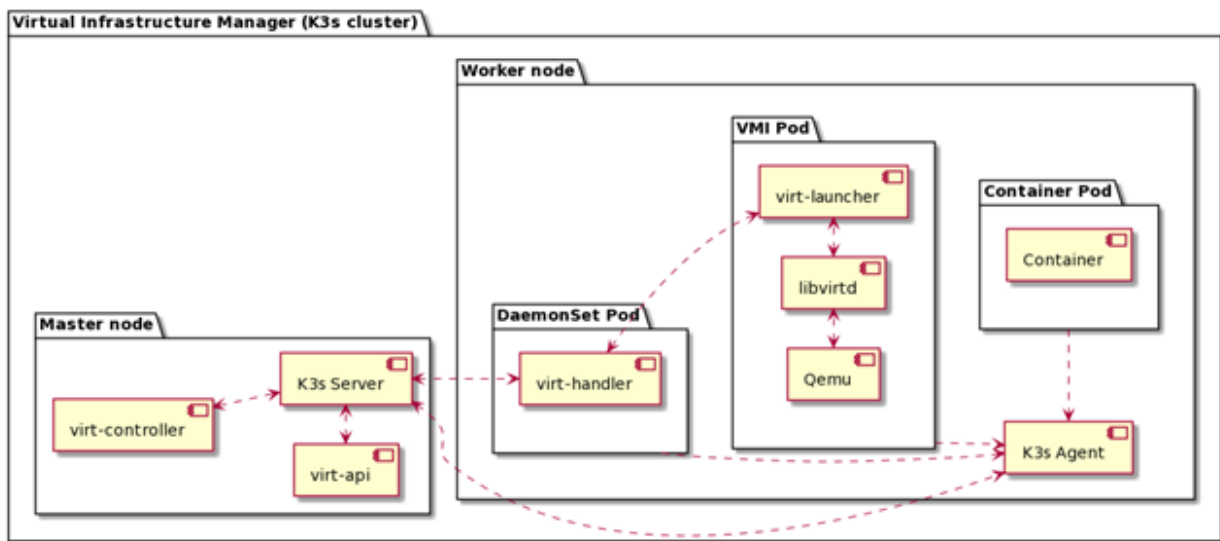 Virtual Infrastructure Manager (K3s cluster)
Worker node
VMI Pod
virt-launcher
Container Pod
Container
libvirtd
DaemonSet Pod
Master node
virt-handler
Qemu
K3s Server
virt-controller
K3s Agent
virt-api